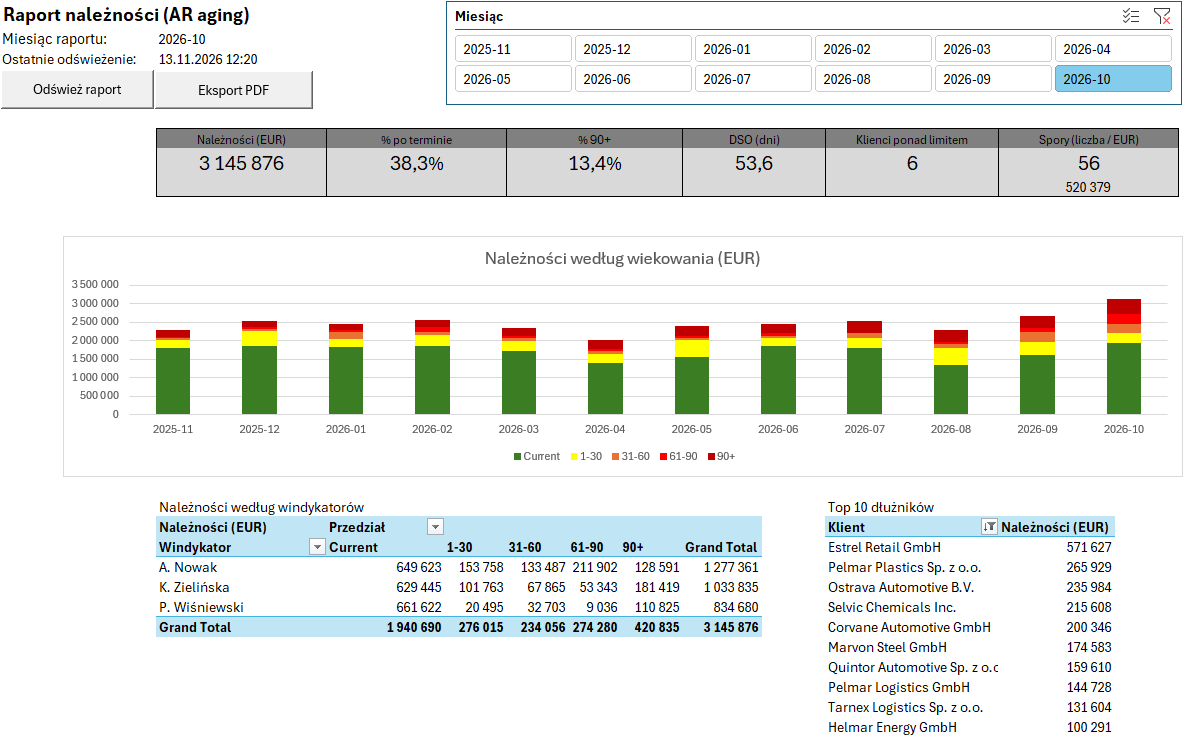 Raport należności (AR aging)
Miesiąc raportu: 2026-10
Ostatnie odświeżenie: 13.11.2026 12:20
Odśwież raport Eksport PDF
Miesiąc
2025-11 2025-12 2026-01 2026-02 2026-03 2026-04
2026-05 2026-06 2026-07 2026-08 2026-09 2026-10
Należności (EUR) % po terminie % 90+ DSO (dni) Klienci ponad limitem Spory (liczba / EUR)
3 145 876 38,3% 13,4% 53,6 6 56
520 379
Należności według wiekowania (EUR)
3 500 000
3 000 000
2 500 000
2 000 000
1 500 000
1 000 000
500 000
0
2025-11 2025-12 2026-01 2026-02 2026-03 2026-04 2026-05 2026-06 2026-07 2026-08 2026-09 2026-10
Current 1-30 31-60 61-90 90+
Należności według windykatorów
Należności (EUR) Przedział
Windykator Current 1-30 31-60 61-90 90+ Grand Total
A. Nowak 649 623 153 758 133 487 211 902 128 591 1 277 361
K. Zielińska 629 445 101 763 67 865 53 343 181 419 1 033 835
P. Wiśniewski 661 622 20 495 32 703 9 036 110 825 834 680
Grand Total 1 940 690 276 015 234 056 274 280 420 835 3 145 876
Top 10 dłużników
Klient Należności (EUR)
Estrel Retail GmbH 571 627
Pelmar Plastics Sp. z o.o. 265 929
Ostrava Automotive B.V. 235 984
Selvic Chemicals Inc. 215 608
Corvane Automotive GmbH 200 346
Marvon Steel GmbH 174 583
Quintor Automotive Sp. z o.c 159 610
Pelmar Logistics GmbH 144 728
Tarnex Logistics Sp. z o.o. 131 604
Helmar Energy GmbH 100 291